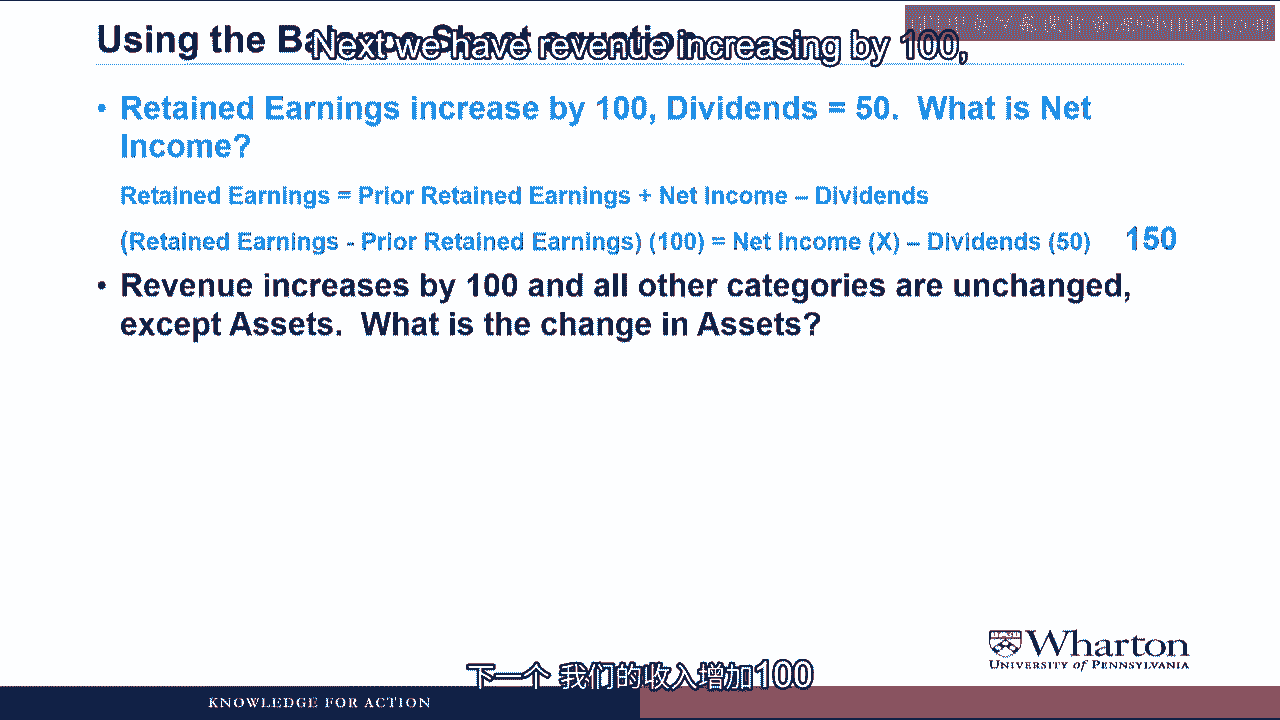 Using the Balance Sheet equation
Next we have revenue increasing by 100,
• Retained Earnings increase by 100, Dividends = 50. What is Net
Income?
Retained Earnings = Prior Retained Earnings + Net Income – Dividends
(Retained Earnings - Prior Retained Earnings) (100) = Net Income (X) – Dividends (50) 150
• Revenue increases by 100 and all other categories are unchanged,
except Assets. What is the change in Assets?
Wharton
UNIVERSITY of PENNSYLVANIA
下一个 我们的收入增加100
KNOWLEDGE FOR ACTION